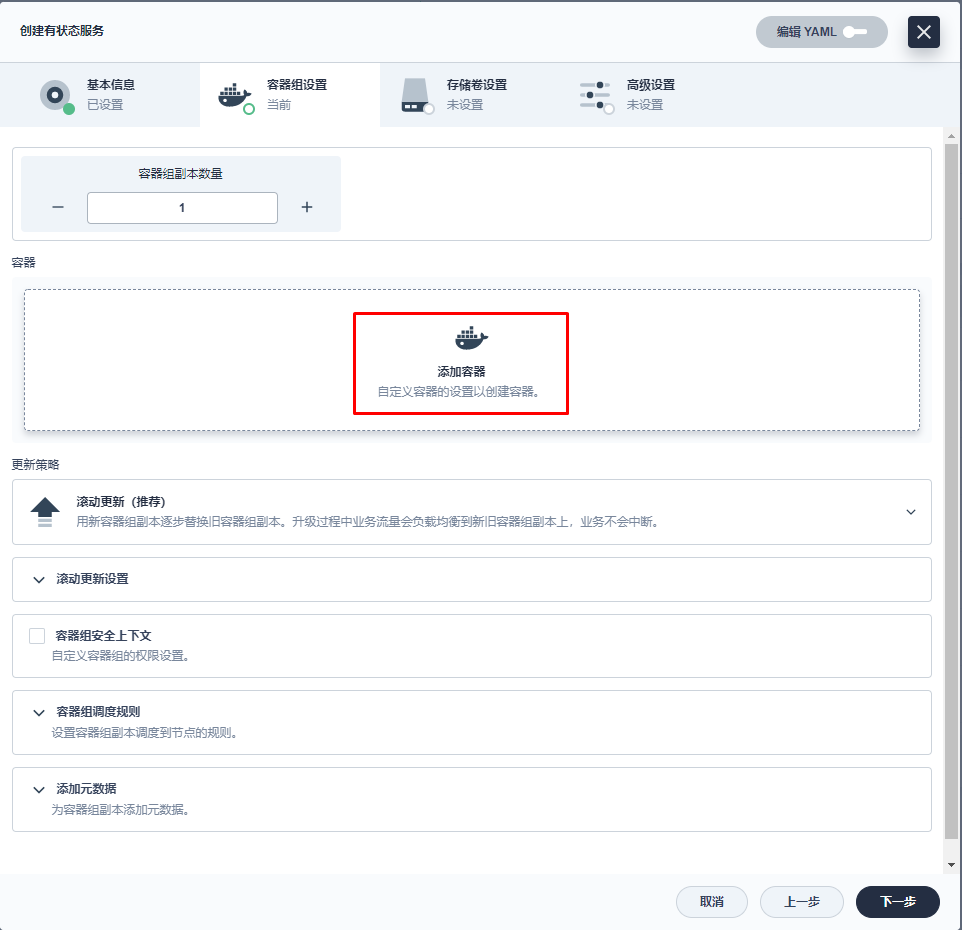 创建有状态服务
编辑 YAML
基本信息
已设置
容器组设置
当前
存储卷设置
未设置
高级设置
未设置
容器组副本数量
1
容器
添加容器
自定义容器的设置以创建容器。
更新策略
滚动更新（推荐）
用新容器组副本逐步替换旧容器组副本。升级过程中业务流量会负载均衡到新旧容器组副本上，业务不会中断。
滚动更新设置
容器组安全上下文
自定义容器组的权限设置。
容器组调度规则
设置容器组副本调度到节点的规则。
添加元数据
为容器组副本添加元数据。
取消
上一步
下一步